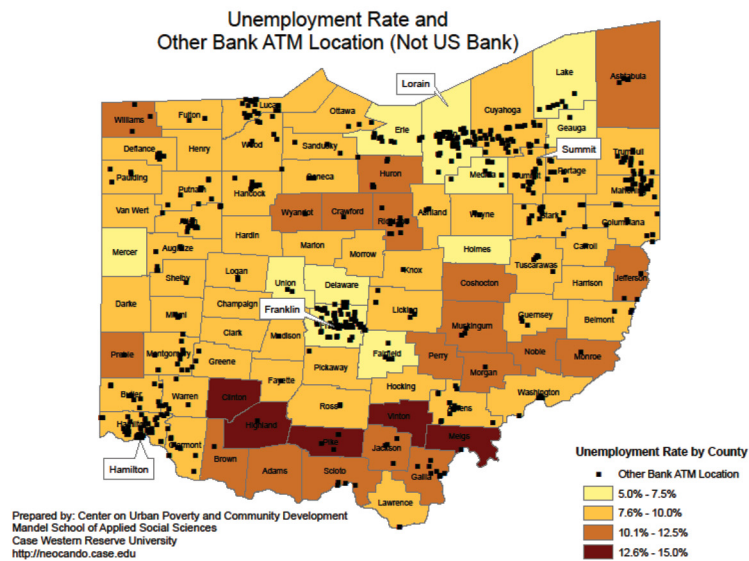 Unemployment Rate and
Other Bank ATM Location (Not US Bank)
Lorain
Lake
Ashtabula
Williams
Fulton
Lucas
Ottawa
Cuyahoga
Erie
Geauga
Defiance
Henry
Wood
Sandusky
Summit
Trumbull
Huron
Medina
Summit
Portage
Paulding
Putnam
Hancock
Seneca
Mahoning
Van Wert
Allen
Wyandot
Crawford
Richland
Ashland
Wayne
Stark
Columbiana
Hardin
Mercer
Auglaize
Marion
Morrow
Holmes
Carroll
Tuscarawas
Shelby
Logan
Union
Delaware
Knox
Coshocton
Harrison
Jefferson
Darke
Miami
Champaign
Franklin
Licking
Guernsey
Belmont
Clark
Madison
Muskingum
Preble
Montgomery
Greene
Fairfield
Perry
Noble
Monroe
Pickaway
Morgan
Fayette
Hocking
Butler
Warren
Clinton
Washington
Ross
Athens
Hamilton
Highland
Vinton
Clermont
Pike
Meigs
Hamilton
Brown
Adams
Scioto
Jackson
Gallia
Lawrence
Unemployment Rate by County
Other Bank ATM Location
5.0% - 7.5%
7.6% - 10.0%
10.1% - 12.5%
12.6% - 15.0%
Prepared by: Center on Urban Poverty and Community Development
Mandel School of Applied Social Sciences
Case Western Reserve University
http://neocando.case.edu